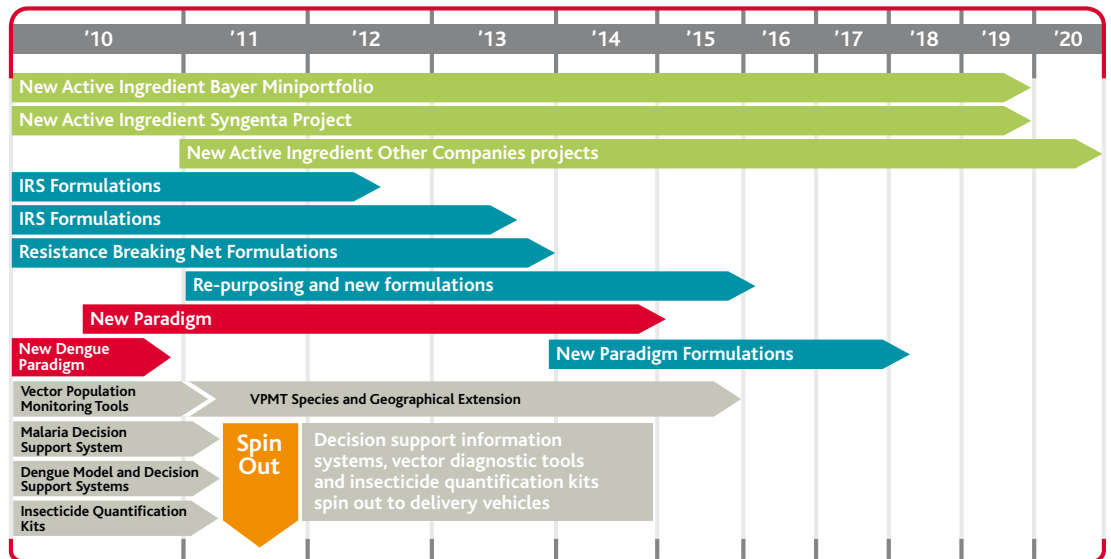 ’10 ’11 ’12 ’13 ’14 ’15 ’16 ’17 ’18 ’19 ’20
New Active Ingredient Bayer Miniportfolio
New Active Ingredient Syngenta Project
New Active Ingredient Other Companies projects
IRS Formulations
IRS Formulations
Resistance Breaking Net Formulations
Re-purposing and new formulations
New Paradigm
New Dengue
Paradigm
New Paradigm Formulations
Vector Population
Monitoring Tools
VPMT Species and Geographical Extension
Malaria Decision
Support System
Dengue Model and Decision
Support Systems
Insecticide Quantification
Kits
Spin
Out
Decision support information
systems, vector diagnostic tools
and insecticide quantification kits
spin out to delivery vehicles